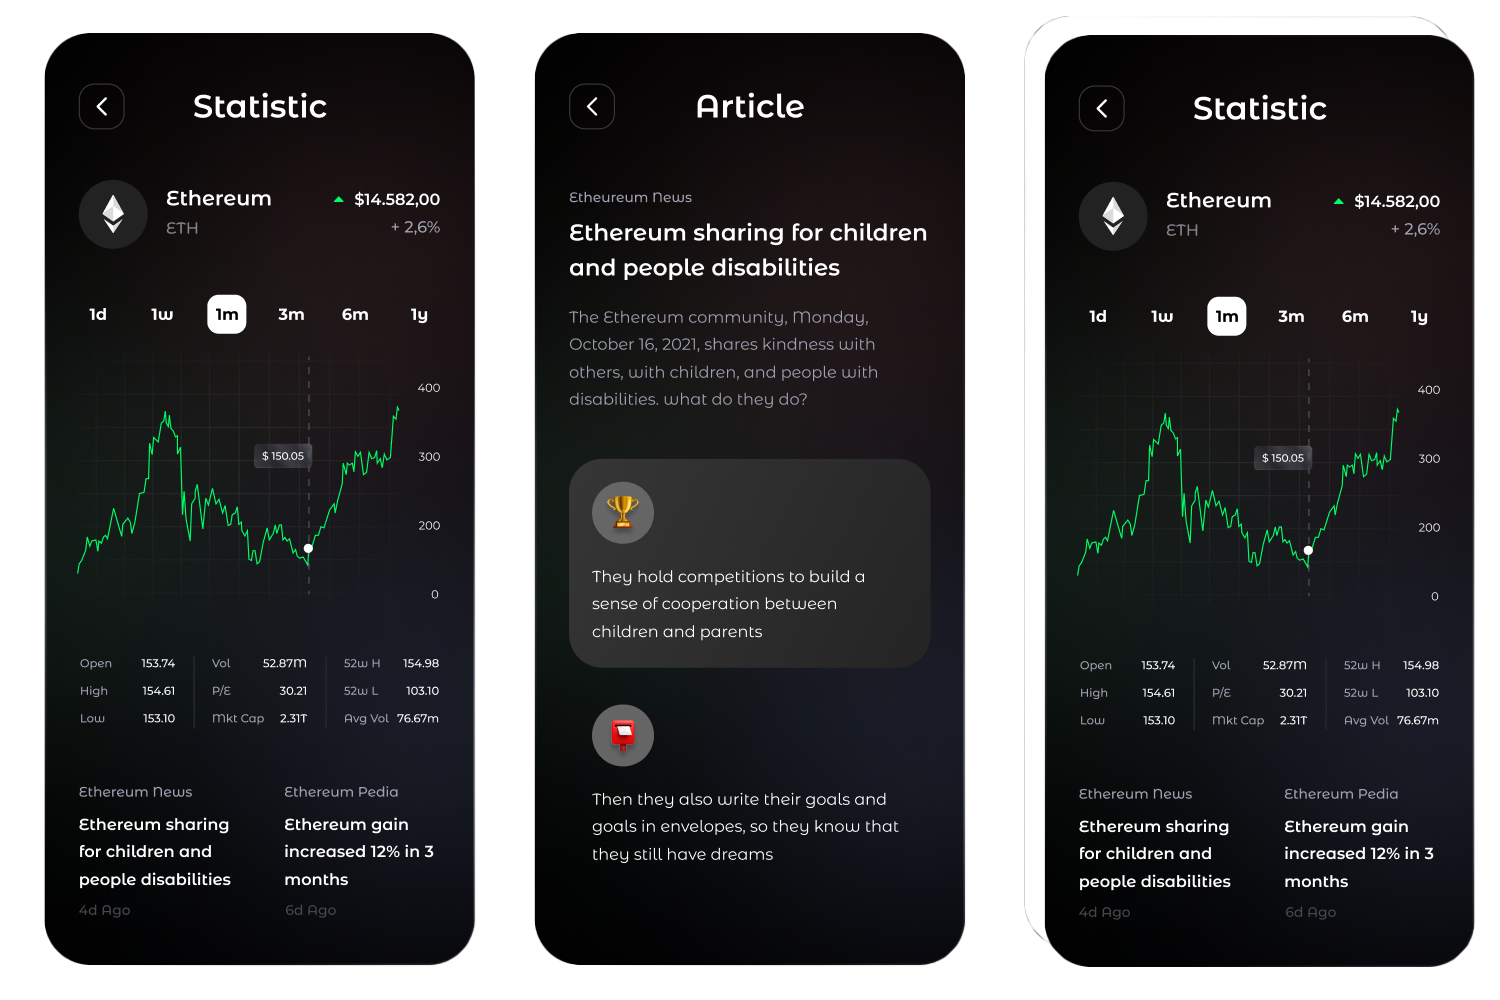 Statistic
Ethereum
$14.582,00
ETH
+ 2,6%
1d 1w 1m 3m 6m 1y
400
$ 150.05
300
200
0
Open 153.74 Vol 52.87M 52w H 154.98
High 154.61 P/E 30.21 52w L 103.10
Low 153.10 Mkt Cap 2.31T Avg Vol 76.67m
Ethereum News
Ethereum sharing
for children and
people disabilities
4d Ago
Ethereum Pedia
Ethereum gain
increased 12% in 3
months
6d Ago
Article
Etheureum News
Ethereum sharing for children
and people disabilities
The Ethereum community, Monday,
October 16, 2021, shares kindness with
others, with children, and people with
disabilities. what do they do?
They hold competitions to build a
sense of cooperation between
children and parents
Then they also write their goals and
goals in envelopes, so they know that
they still have dreams
Statistic
Ethereum
$14.582,00
ETH
+ 2,6%
1d 1w 1m 3m 6m 1y
400
$ 150.05
300
200
0
Open 153.74 Vol 52.87M 52w H 154.98
High 154.61 P/E 30.21 52w L 103.10
Low 153.10 Mkt Cap 2.31T Avg Vol 76.67m
Ethereum News
Ethereum sharing
for children and
people disabilities
4d Ago
Ethereum Pedia
Ethereum gain
increased 12% in 3
months
6d Ago